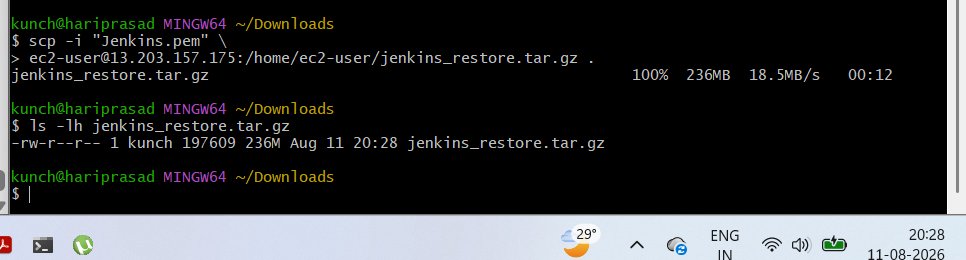 kunch@hariprasad MINGW64 ~/Downloads
$ scp -i "Jenkins.pem" \
> ec2-user@13.203.157.175:/home/ec2-user/jenkins_restore.tar.gz .
jenkins_restore.tar.gz 100% 236MB 18.5MB/s 00:12
kunch@hariprasad MINGW64 ~/Downloads
$ ls -lh jenkins_restore.tar.gz
-rw-r--r-- 1 kunch 197609 236M Aug 11 20:28 jenkins_restore.tar.gz
kunch@hariprasad MINGW64 ~/Downloads
$
29°
ENG
IN
20:28
11-08-2026